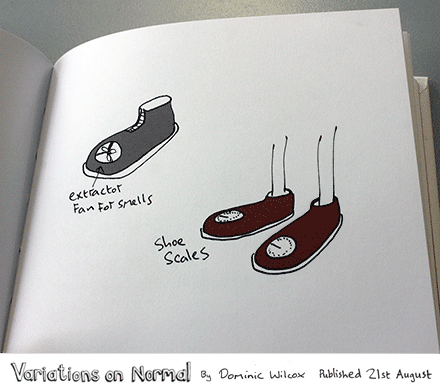 extractor
Fan For smells
Shoe
Scales
Variations on Normal By Dominic Wilcox Published 21st August